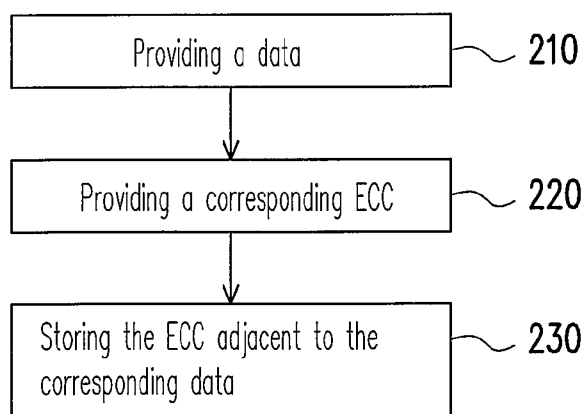 Providing a data 210
Providing a corresponding ECC 220
Storing the ECC adjacent to the 230
corresponding data